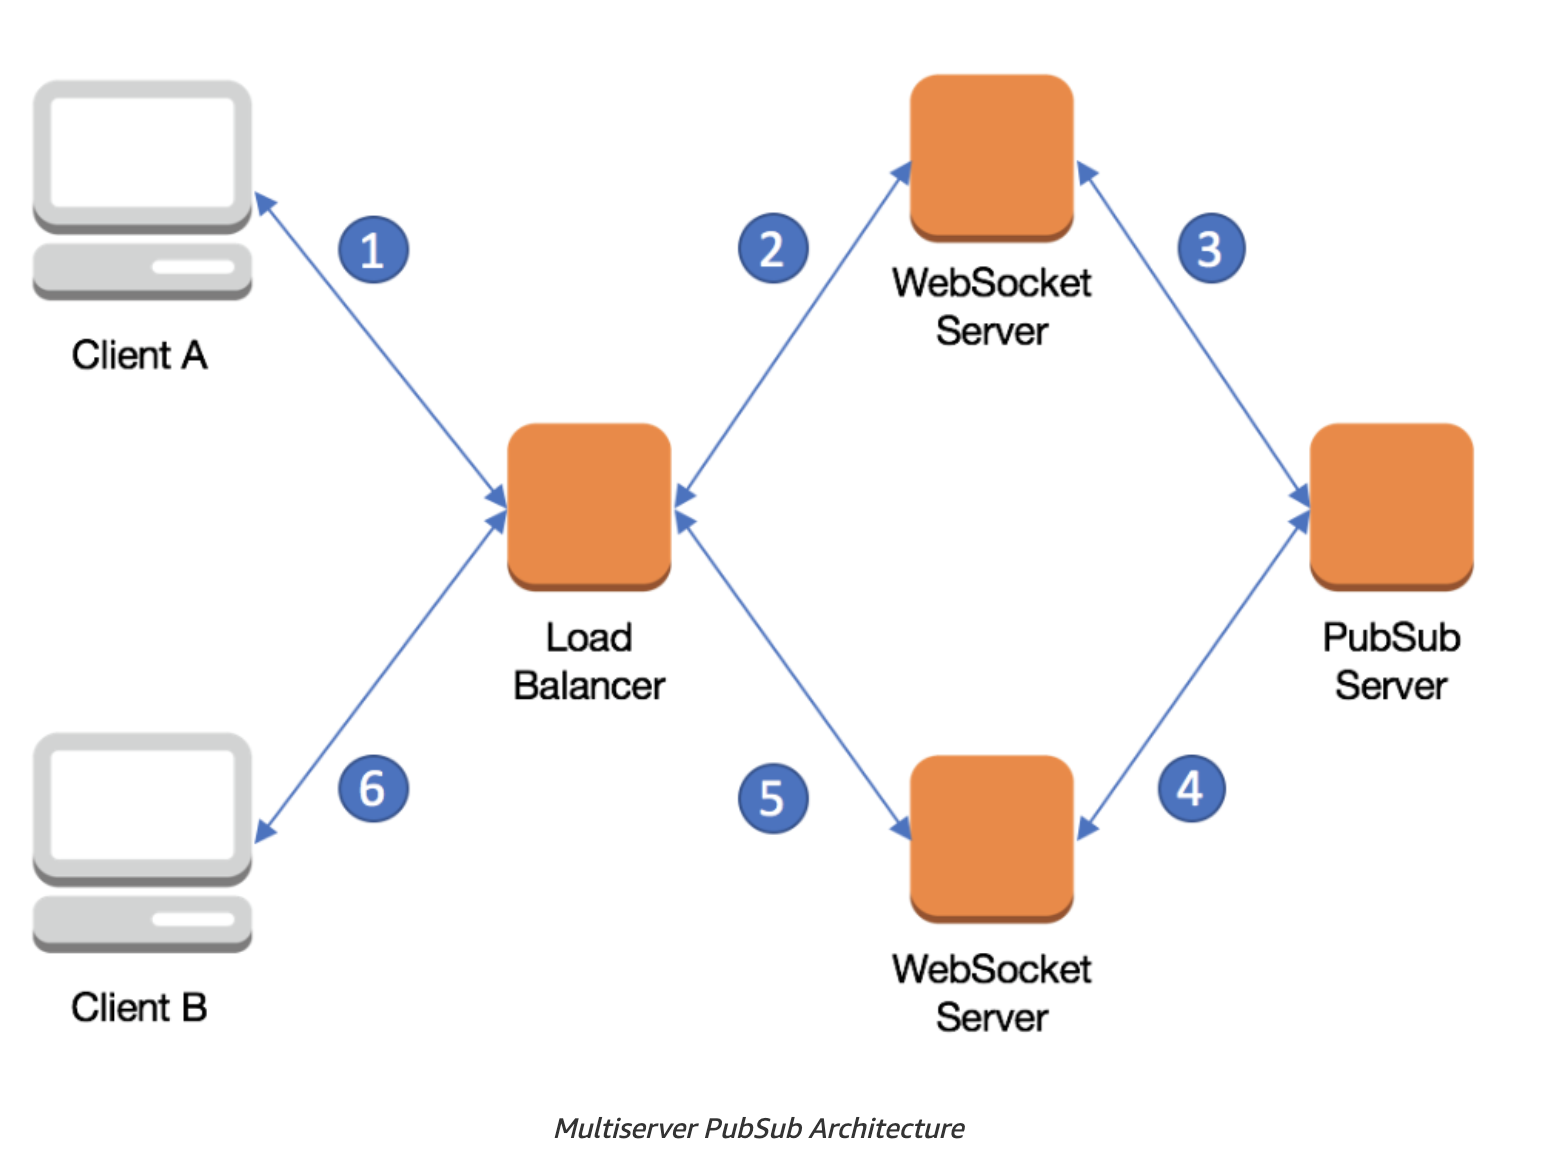 1
2
3
WebSocket
Server
Client A
Load
Balancer
PubSub
Server
6
5
4
WebSocket
Server
Client B
Multiserver PubSub Architecture